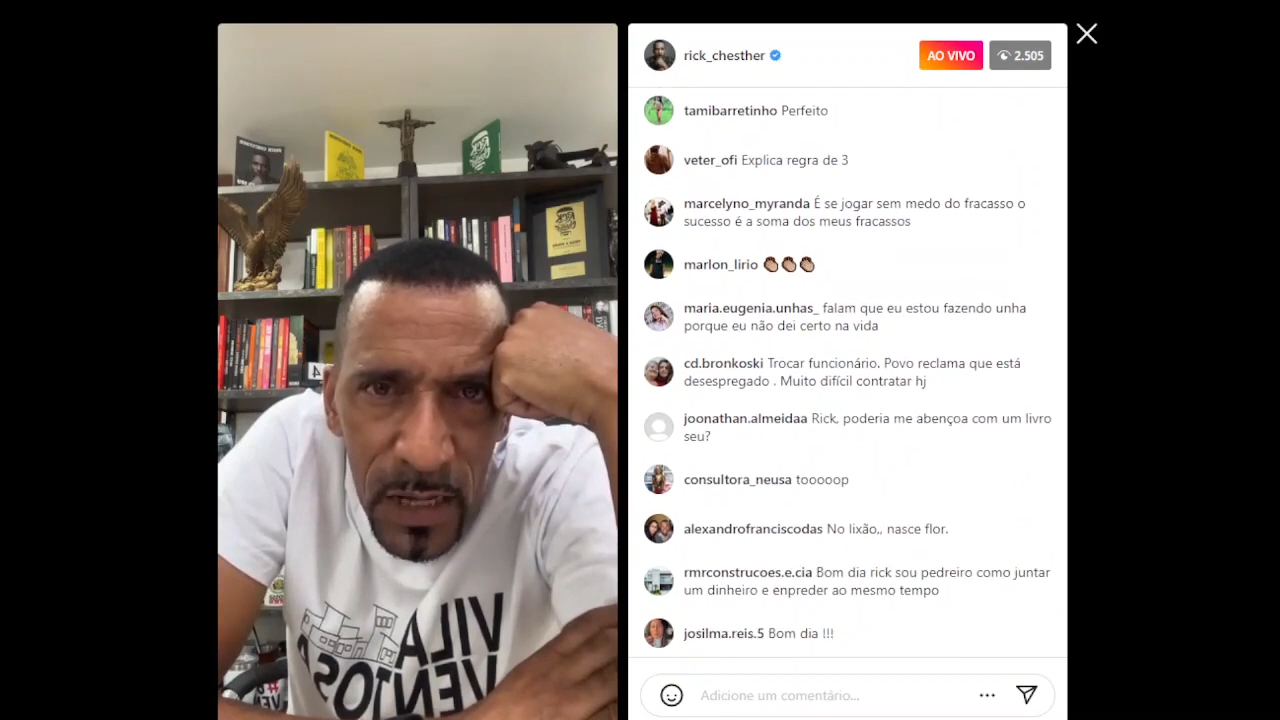 rick_chesther
AO VIVO
2.505
tamibarretinho Perfeito
veter_ofi Explica regra de 3
marcelyno_myranda É se jogar sem medo do fracasso o
sucesso é a soma dos meus fracassos
marlon_lirio 👏🏽👏🏽👏🏽
maria.eugenia.unhas_ falam que eu estou fazendo unha
porque eu não dei certo na vida
cd.bronkoski Trocar funcionário. Povo reclama que está
desespregado . Muito difícil contratar hj
joonathan.almeidaa Rick, poderia me abençoa com um livro
seu?
consultora_neusa tooooop
alexandrofranciscodas No lixão,, nasce flor.
rmrconstrucoes.e.cia Bom dia rick sou pedreiro como juntar
um dinheiro e enpreder ao mesmo tempo
josilma.reis.5 Bom dia !!!
Adicione um comentário...
4
VILA
VENTOSA